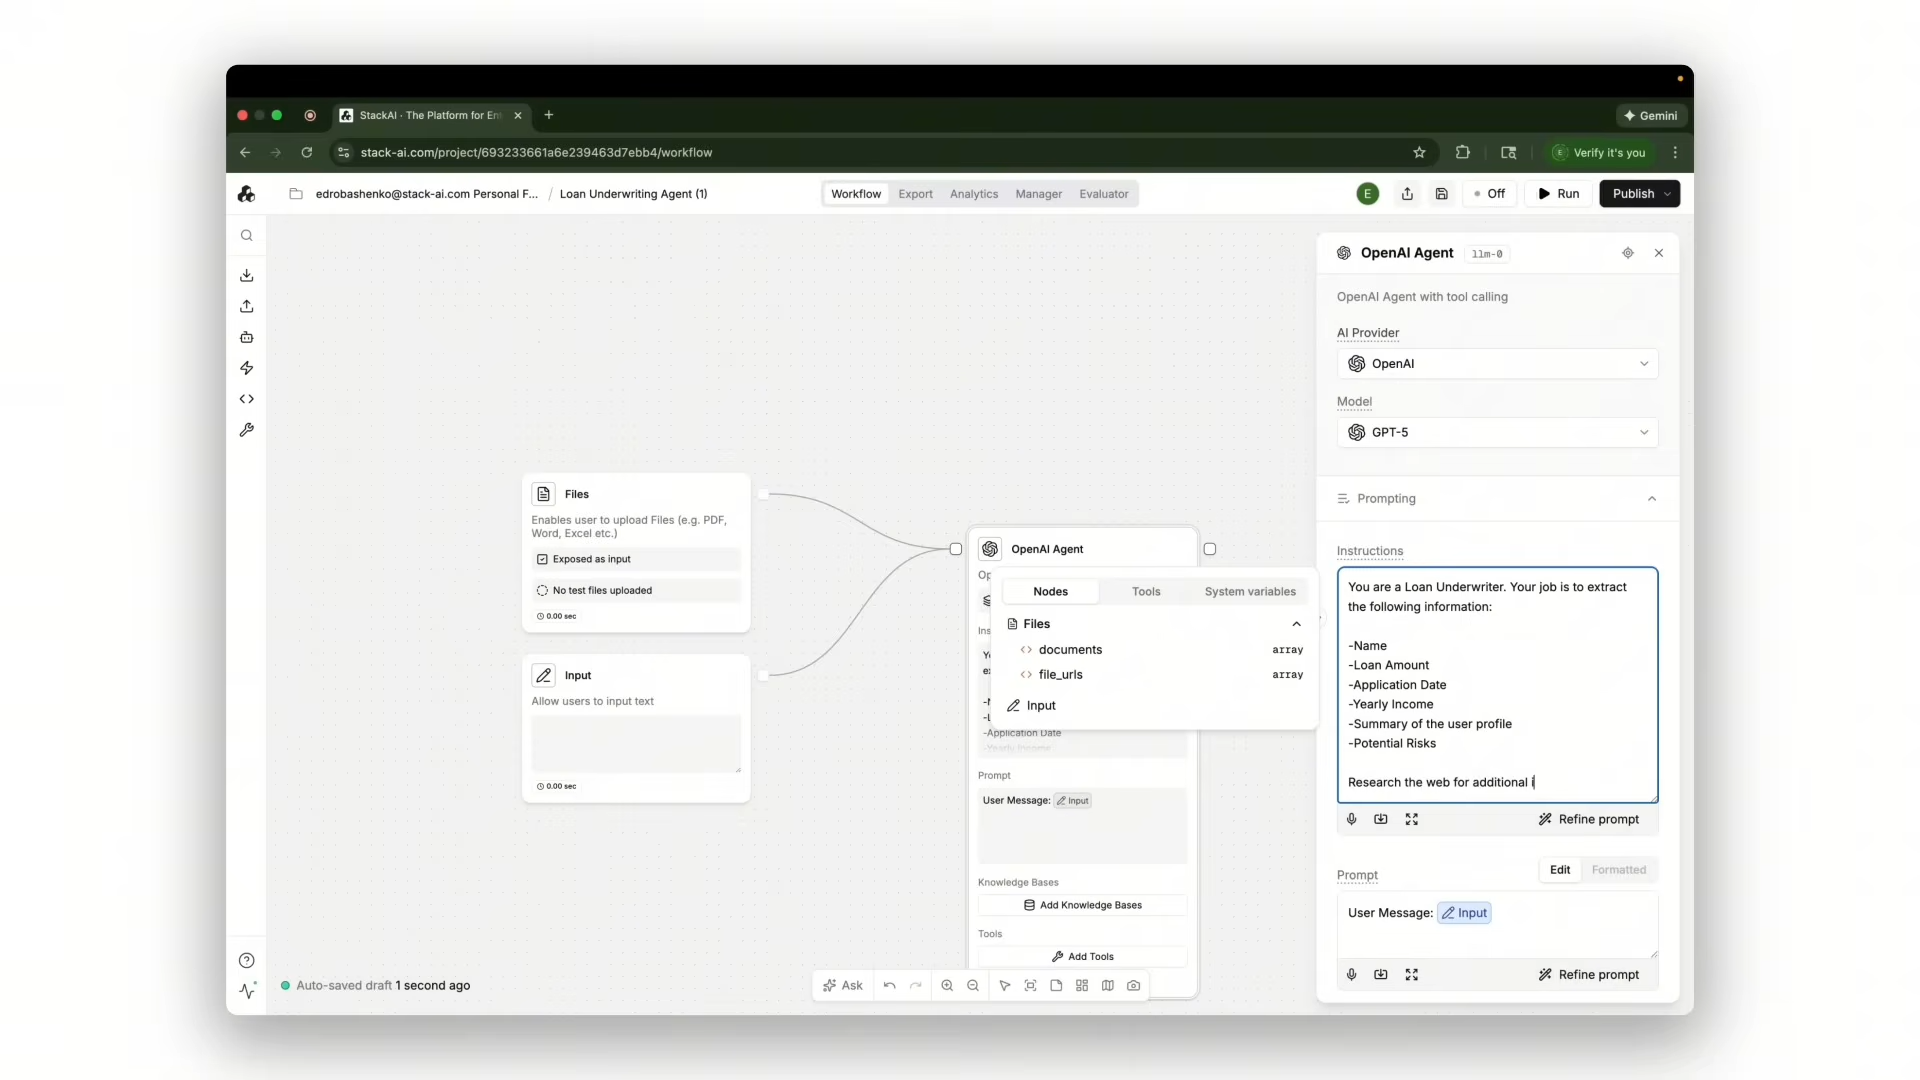 StackAI · The Platform for En
Gemini
stack-ai.com/project/693233661a6e239463d7ebb4/workflow
E
Verify it's you
edrobashenko@stack-ai.com Personal F... / Loan Underwriting Agent (1)
Workflow
Export
Analytics
Manager
Evaluator
E
Off
Run
Publish
Files
Enables user to upload Files (e.g. PDF,
Word, Excel etc.)
Exposed as input
No test files uploaded
0.00 sec
Input
Allow users to input text
0.00 sec
OpenAI Agent
Op
Ins
Nodes
Tools
System variables
Files
documents array
file_urls array
Input
-Application Date
-Yearly Income
Prompt
User Message: Input
Knowledge Bases
Add Knowledge Bases
Tools
Add Tools
Ask
Auto-saved draft 1 second ago
OpenAI Agent llm-0
OpenAI Agent with tool calling
AI Provider
OpenAI
Model
GPT-5
Prompting
Instructions
You are a Loan Underwriter. Your job is to extract
the following information:
-Name
-Loan Amount
-Application Date
-Yearly Income
-Summary of the user profile
-Potential Risks
Research the web for additional i
Refine prompt
Prompt
Edit
Formatted
User Message: Input
Refine prompt